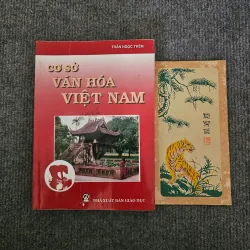 TRẦN NGỌC THÊM
CƠ SỞ
VĂN HÓA
VIỆT NAM
NHÀ XUẤT BẢN GIÁO DỤC